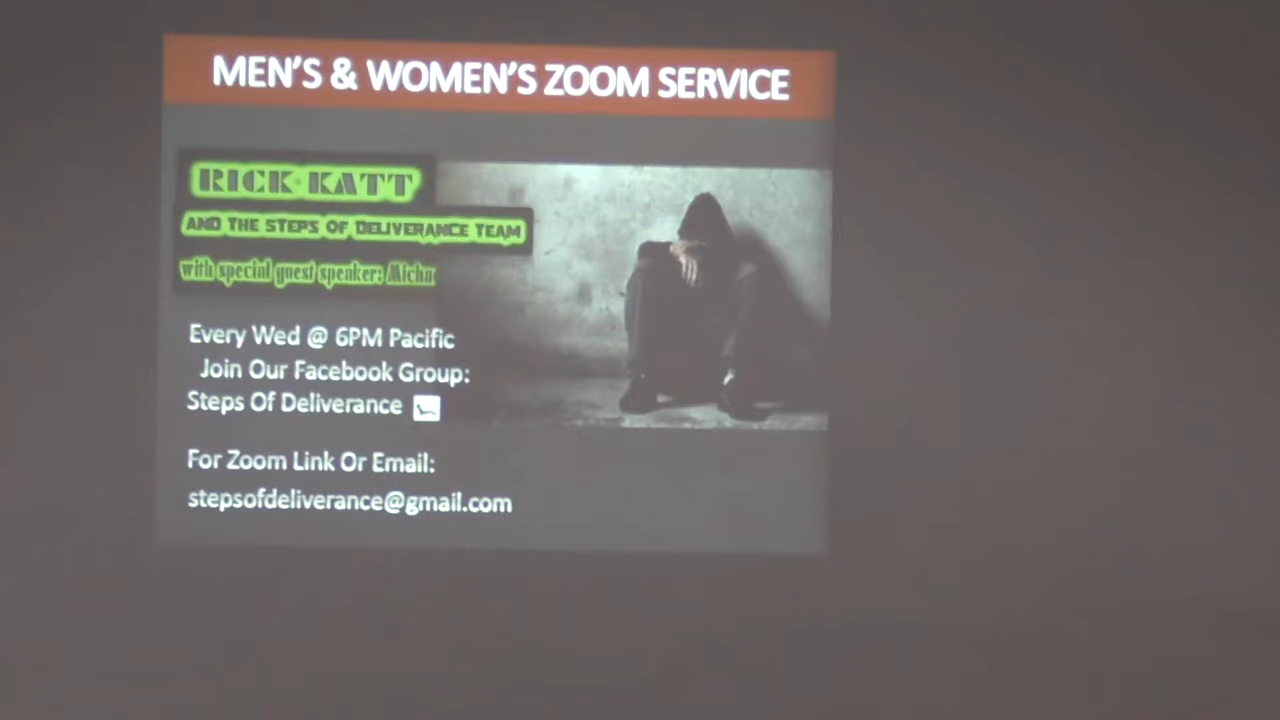 MEN'S & WOMEN'S ZOOM SERVICE
RICK KATT
AND THE STEPS OF DELIVERANCE TEAM
with special guest speaker: Micha
Every Wed @ 6PM Pacific
Join Our Facebook Group:
Steps Of Deliverance
For Zoom Link Or Email:
stepsofdeliverance@gmail.com